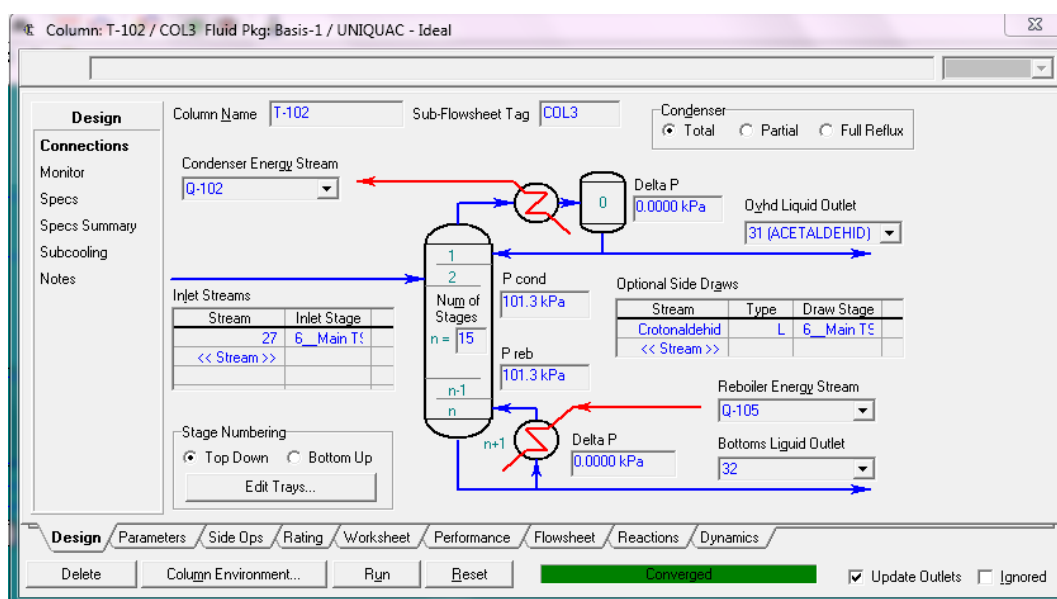 Column: T-102 / COL3 Fluid Pkg: Basis-1 / UNIQUAC - Ideal
Design
Connections
Monitor
Specs
Specs Summary
Subcooling
Notes
Column Name T-102 Sub-Flowsheet Tag COL3
Condenser
Total Partial Full Reflux
Condenser Energy Stream
Q-102
Delta P
0.0000 kPa
0
Ovhd Liquid Outlet
31 (ACETALDEHID)
1
2
Num of
Stages
n = 15
n-1
n
n+1
P cond
101.3 kPa
P reb
101.3 kPa
Inlet Streams
Stream Inlet Stage
27 6__Main TS
<< Stream >>
Optional Side Draws
Stream Type Draw Stage
Crotonaldehid L 6__Main TS
<< Stream >>
Reboiler Energy Stream
Q-105
Delta P
0.0000 kPa
Bottoms Liquid Outlet
32
Stage Numbering
Top Down Bottom Up
Edit Trays...
Design Parameters Side Ops Rating Worksheet Performance Flowsheet Reactions Dynamics
Delete Column Environment... Run Reset Converged Update Outlets Ignored